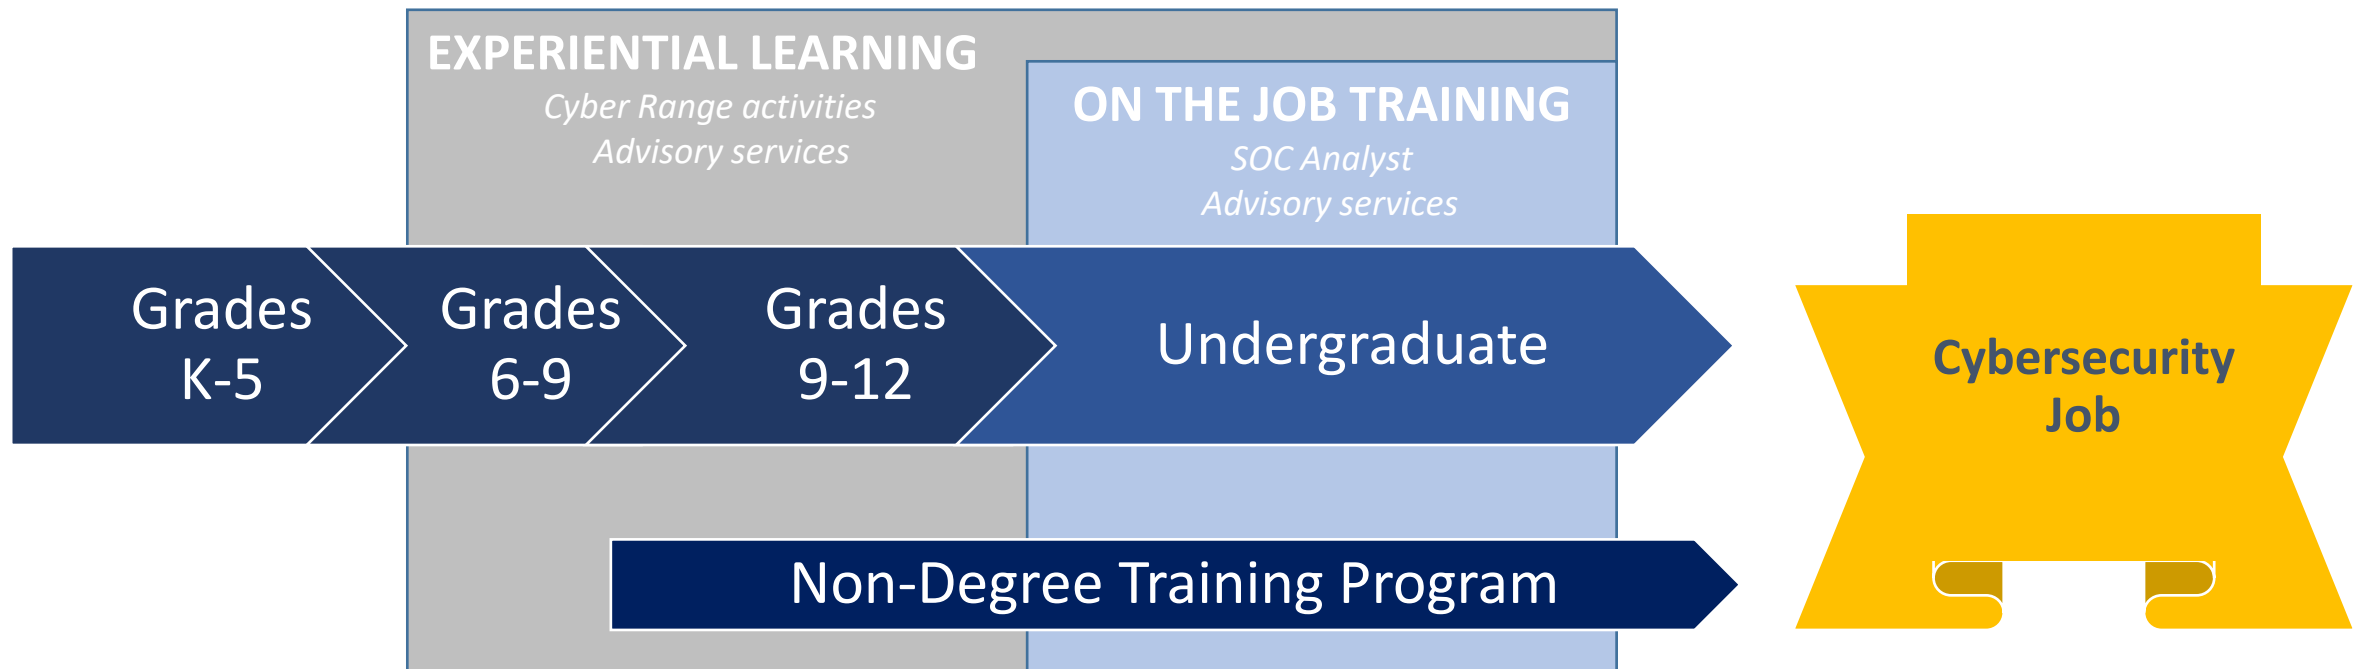 EXPERIENTIAL LEARNING
Cyber Range activities
Advisory services
ON THE JOB TRAINING
SOC Analyst
Advisory services
Grades
K-5
Grades
6-9
Grades
9-12
Undergraduate
Non-Degree Training Program
Cybersecurity
Job